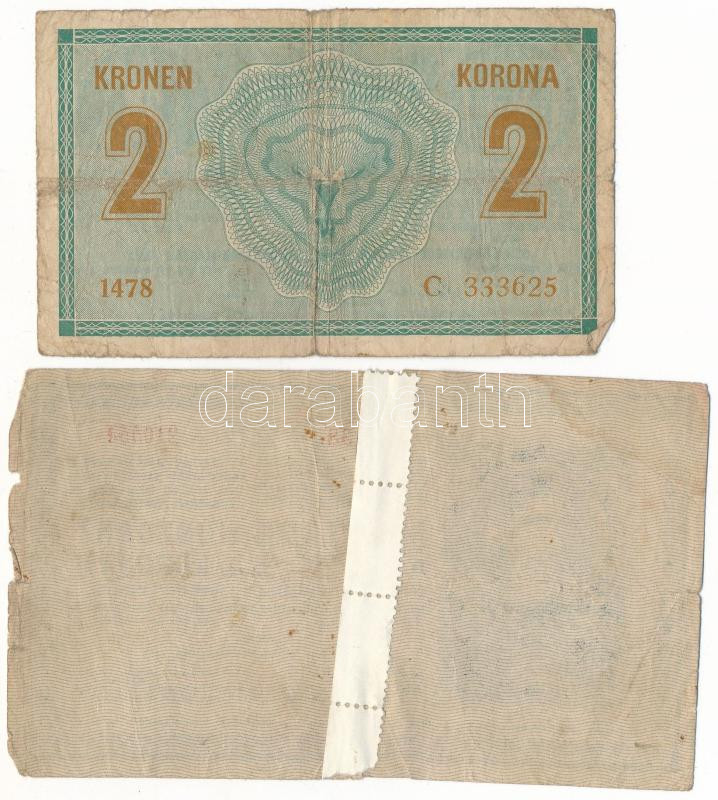 KRONEN KORONA
2 2
1478 C 333625
darabanth